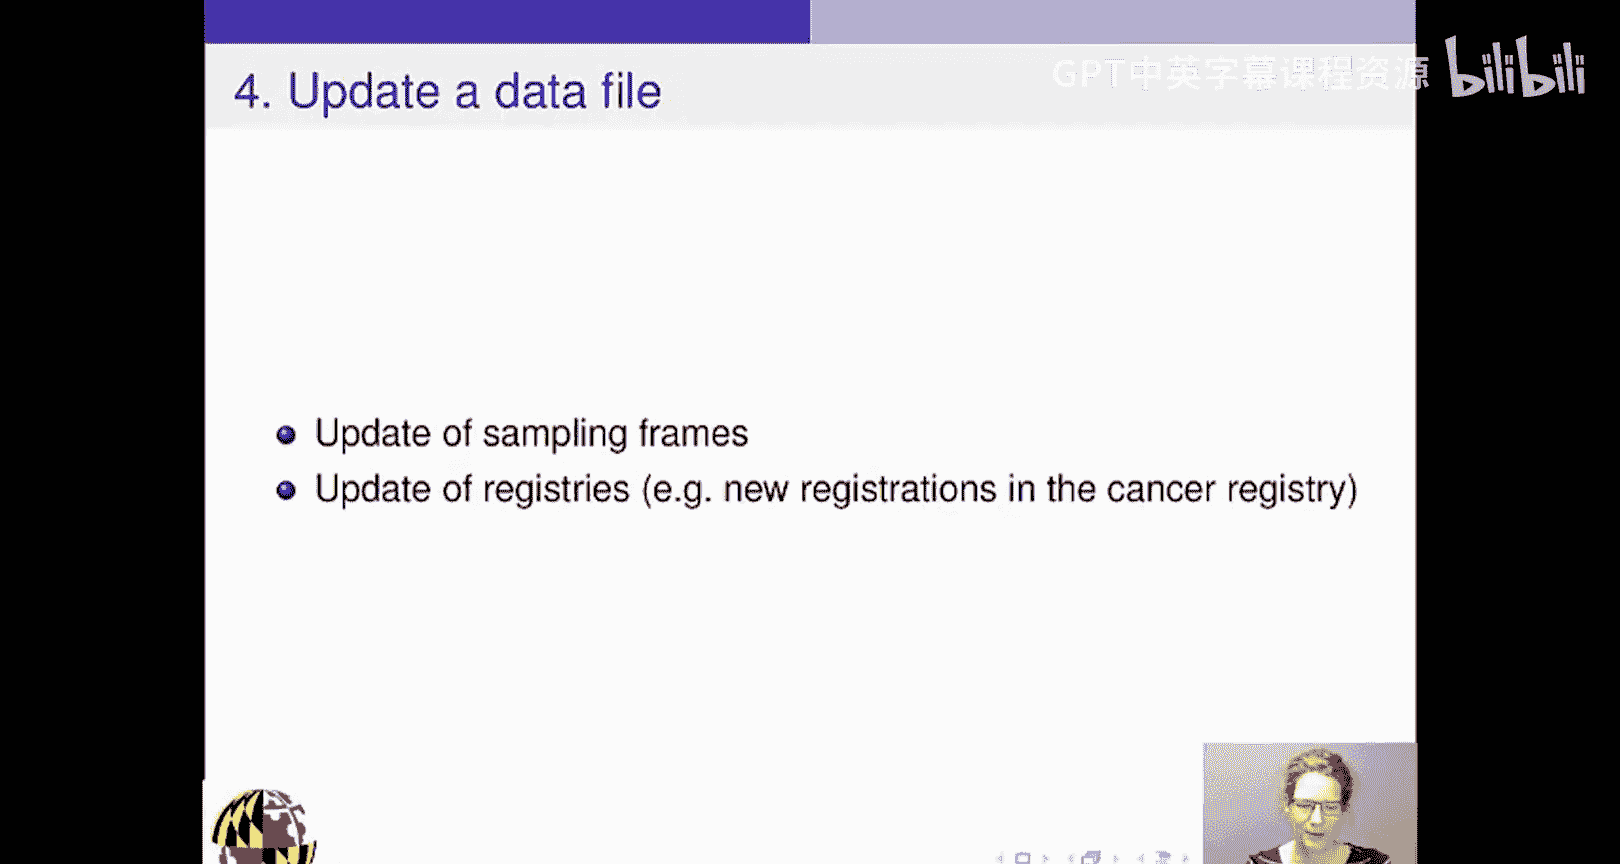 4. Update a data file
GPT中英字幕课程资源 bilibili
Update of sampling frames
Update of registries (e.g. new registrations in the cancer registry)